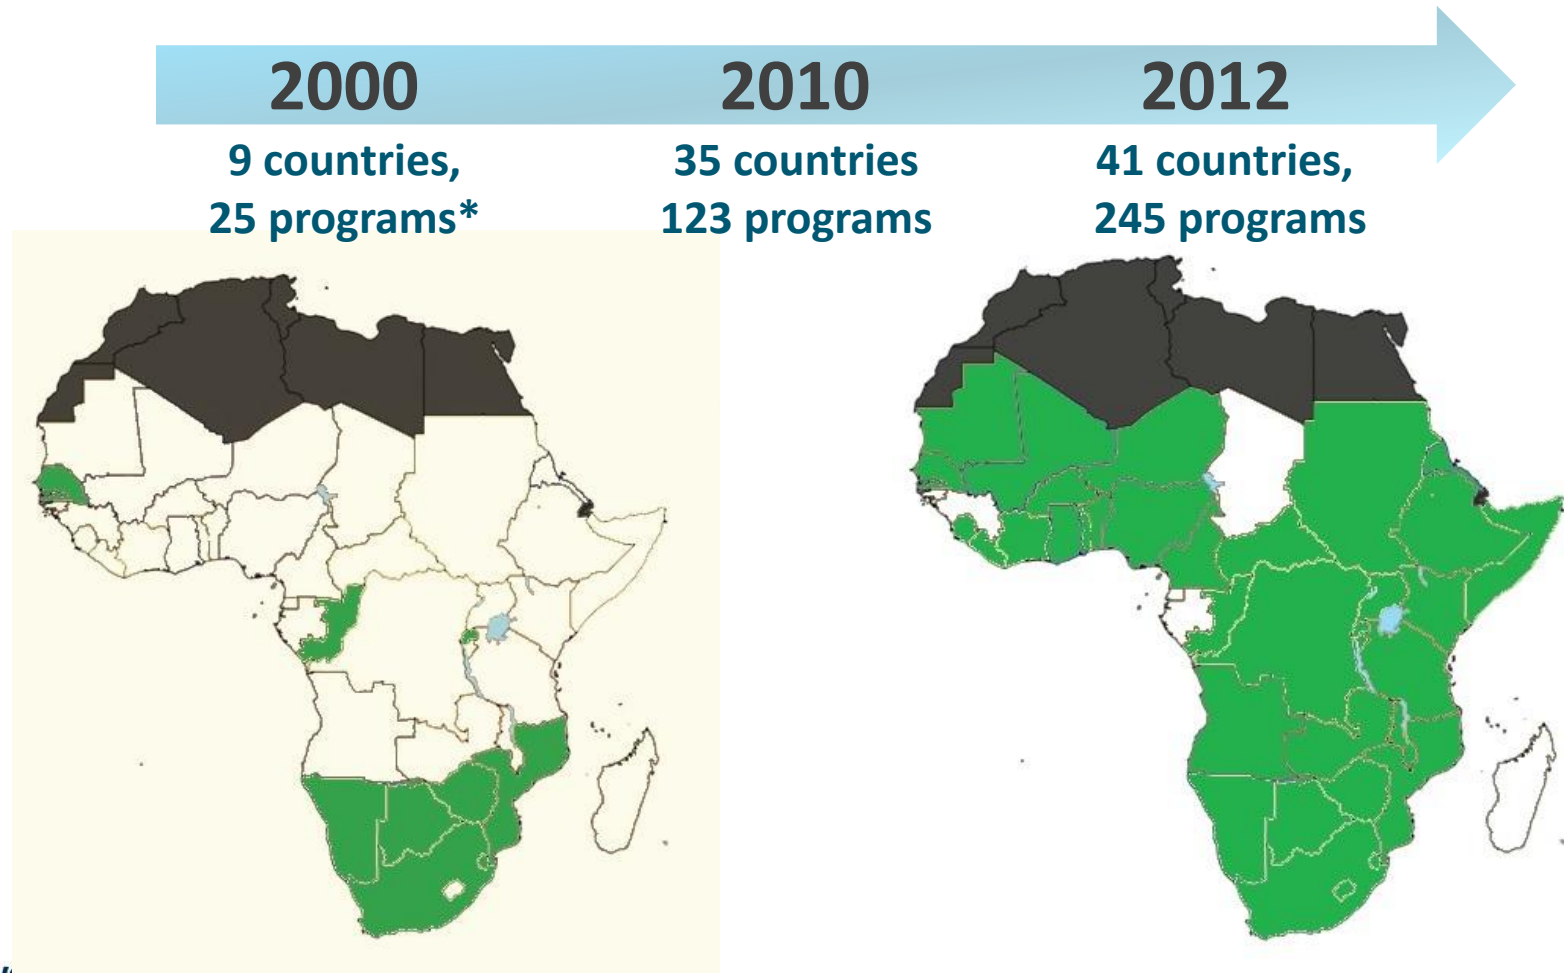 2000 2010 2012
9 countries, 35 countries 41 countries,
25 programs* 123 programs 245 programs